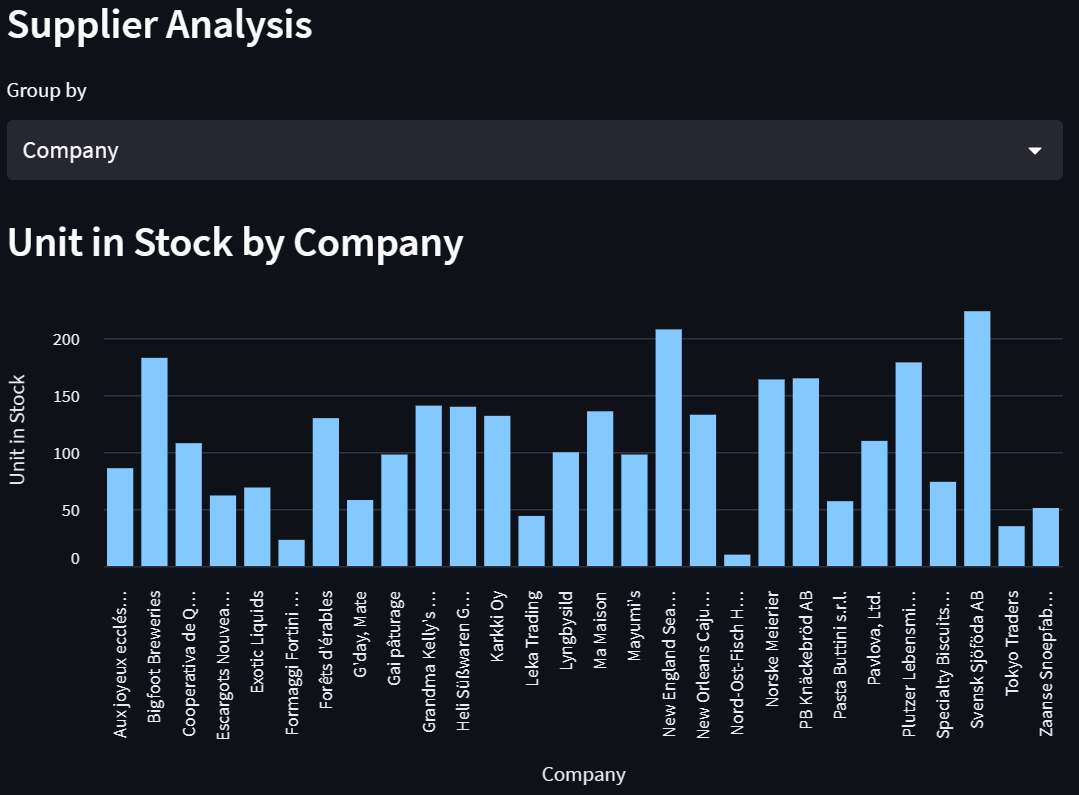 Supplier Analysis
Group by
Company
Unit in Stock by Company
Unit in Stock
200
150
100
50
0
Aux joyeux ecclés…
Bigfoot Breweries
Cooperativa de Q…
Escargots Nouvea…
Exotic Liquids
Formaggi Fortini …
Forêts d'érables
G'day, Mate
Gai pâturage
Grandma Kelly's …
Heli Süßwaren G…
Karkki Oy
Leka Trading
Lyngbysild
Ma Maison
Mayumi's
New England Sea…
New Orleans Caju…
Nord-Ost-Fisch H…
Norske Meierier
PB Knäckebröd AB
Pasta Buttini s.r.l.
Pavlova, Ltd.
Plutzer Lebensmi…
Specialty Biscuits…
Svensk Sjöföda AB
Tokyo Traders
Zaanse Snoepfab…
Company